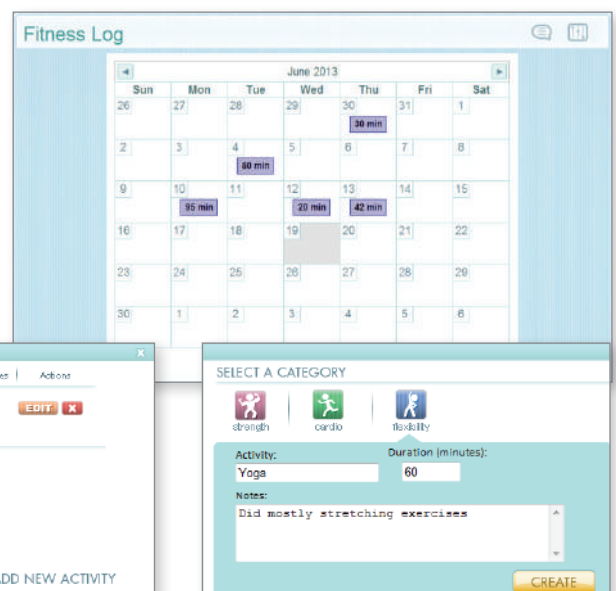 Fitness Log
June 2013
Sun Mon Tue Wed Thu Fri Sat
26 27 28 29 30 31 1
30 min
2 3 4 5 6 7 8
60 min
9 10 11 12 13 14 15
95 min 20 min 42 min
16 17 18 19 20 21 22
23 24 25 26 27 28 29
30 1 2 3 4 5 6
x
Actions
EDIT X
ADD NEW ACTIVITY
SELECT A CATEGORY
strength cardio flexibility
Activity: Duration (minutes):
Yoga 60
Notes:
Did mostly stretching exercises
CREATE